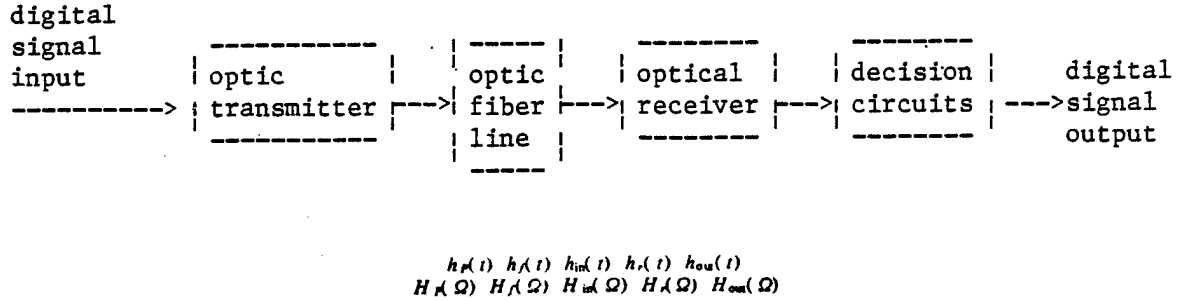 digital
signal
input
optic
transmitter
optic
fiber
line
optical
receiver
decision
circuits
digital
signal
output
h_p(t) h_f(t) h_in(t) h_r(t) h_out(t)
H_p(Ω) H_f(Ω) H_in(Ω) H_r(Ω) H_out(Ω)